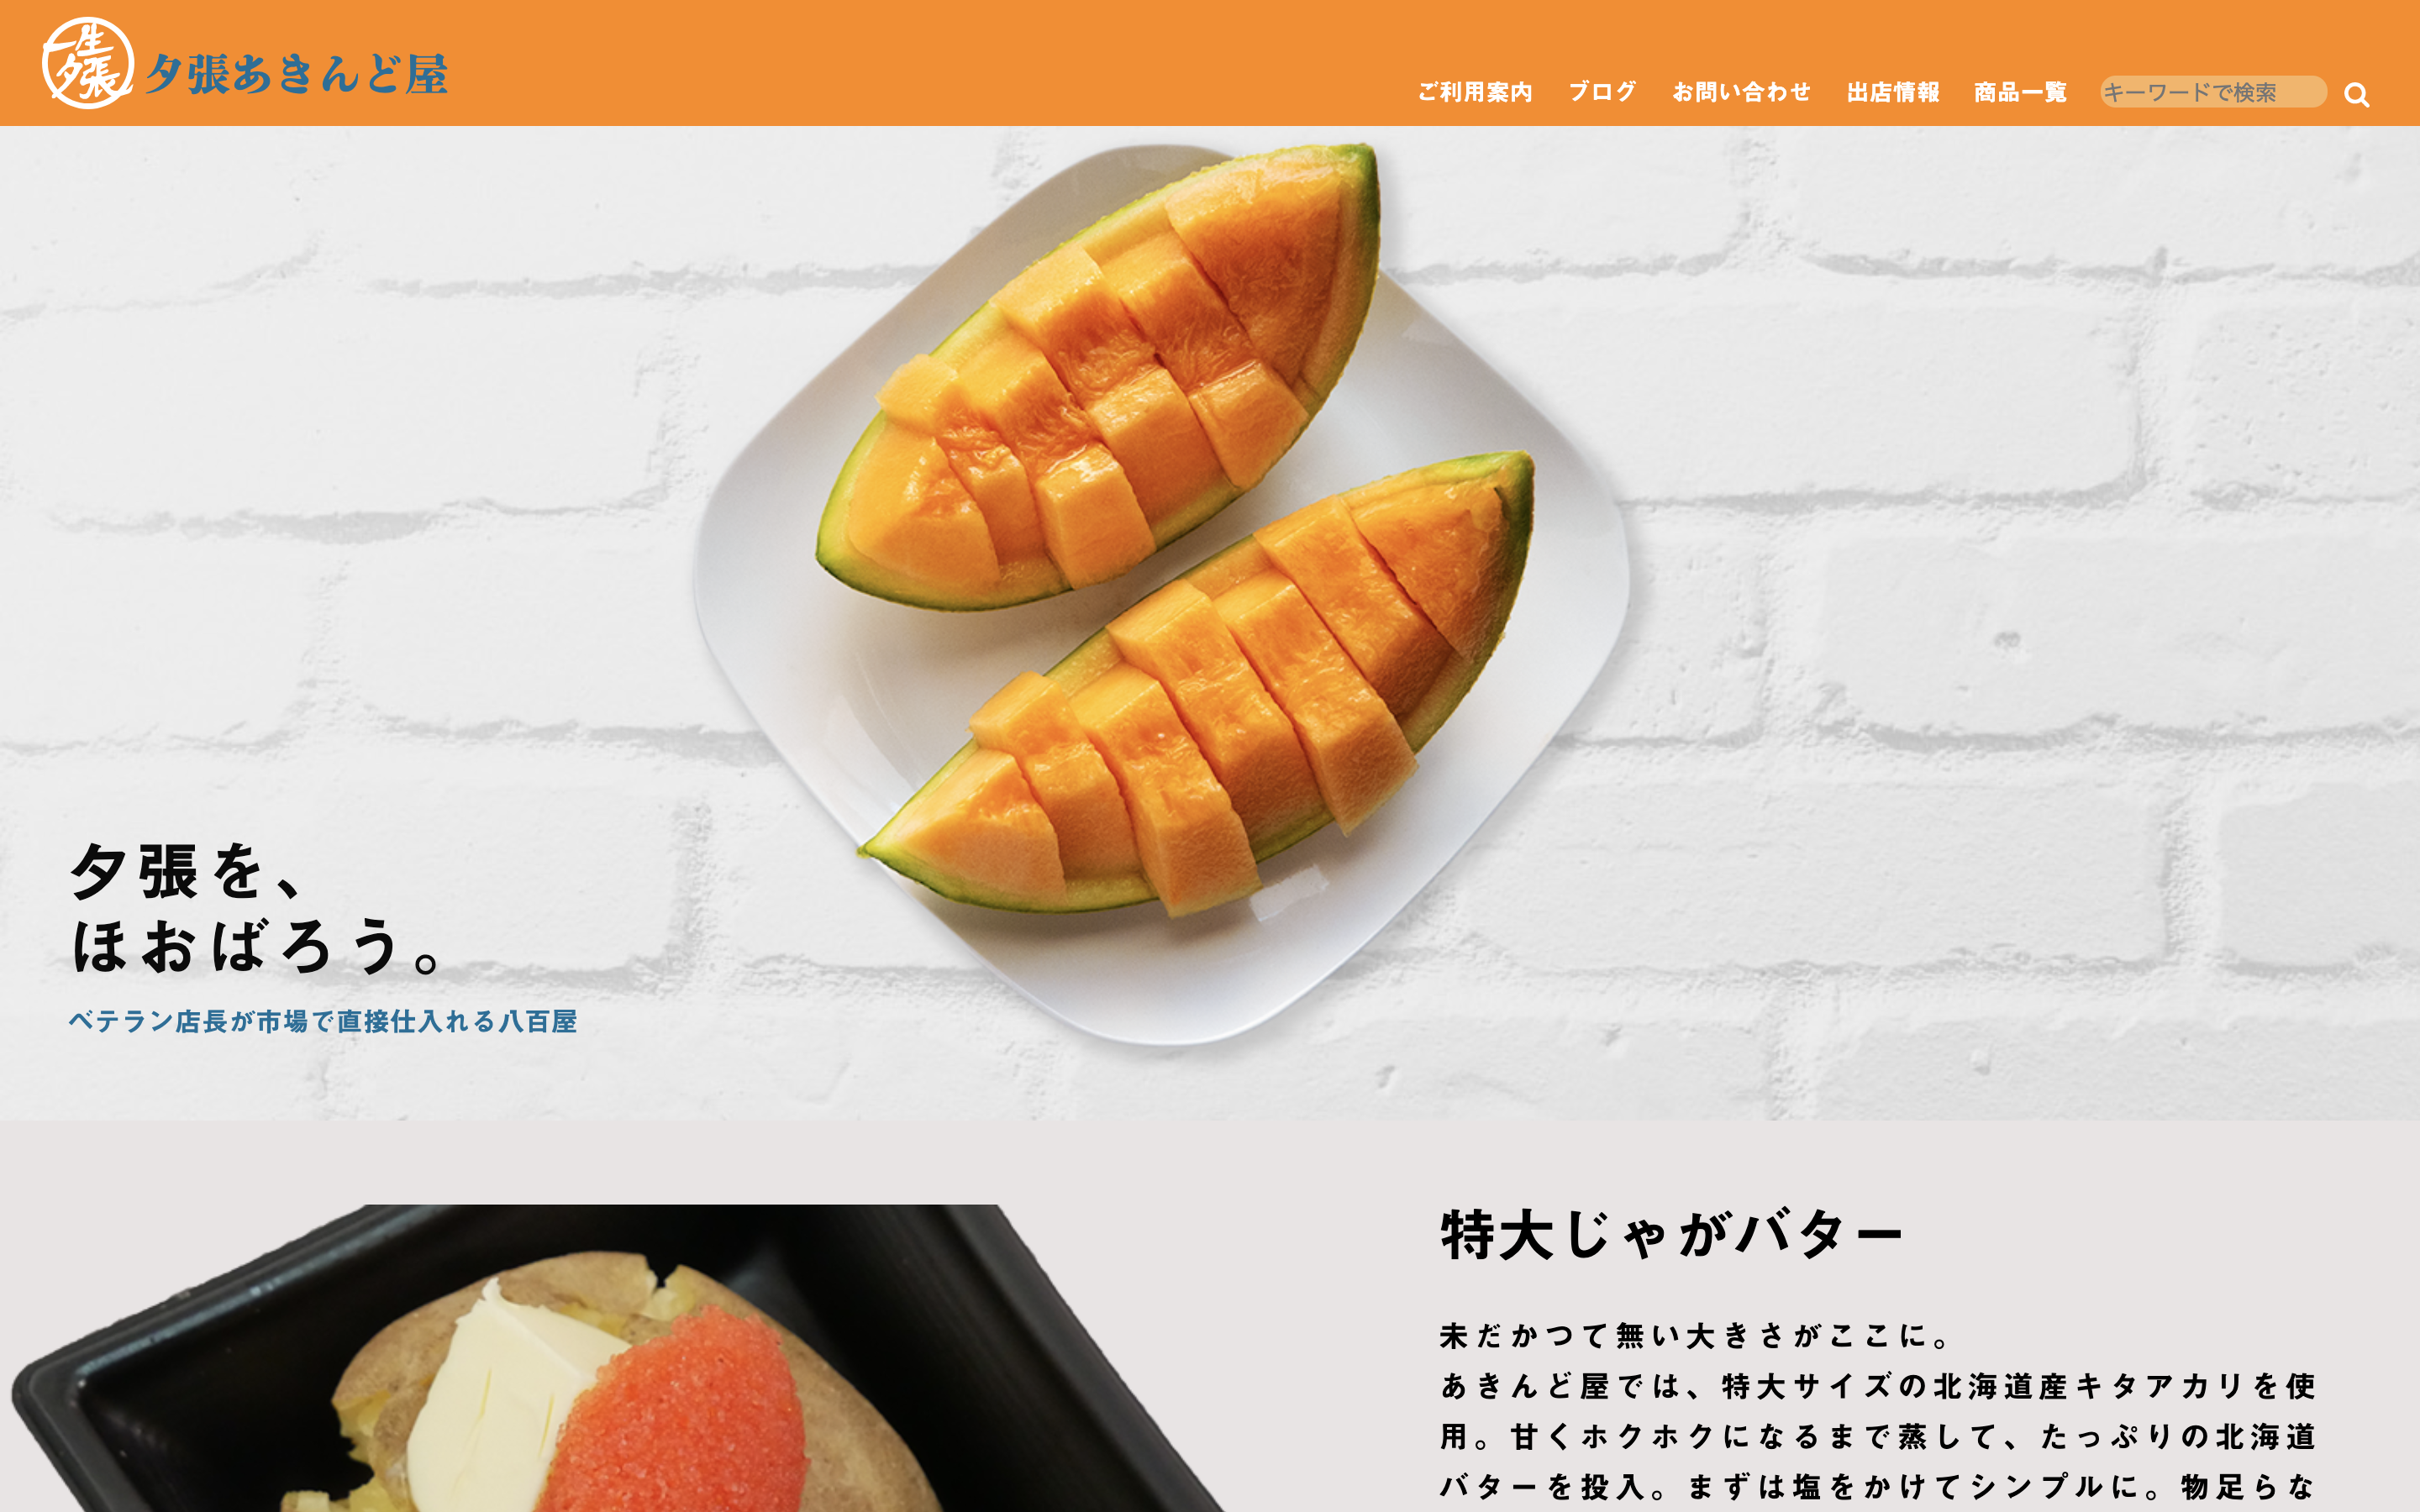 一生
夕張
夕張あきんど屋
ご利用案内 ブログ お問い合わせ 出店情報 商品一覧 キーワードで検索
夕張を、
ほおばろう。
ベテラン店長が市場で直接仕入れる八百屋
特大じゃがバター
未だかつて無い大きさがここに。
あきんど屋では、特大サイズの北海道産キタアカリを使
用。甘くホクホクになるまで蒸して、たっぷりの北海道
バターを投入。まずは塩をかけてシンプルに。物足らな